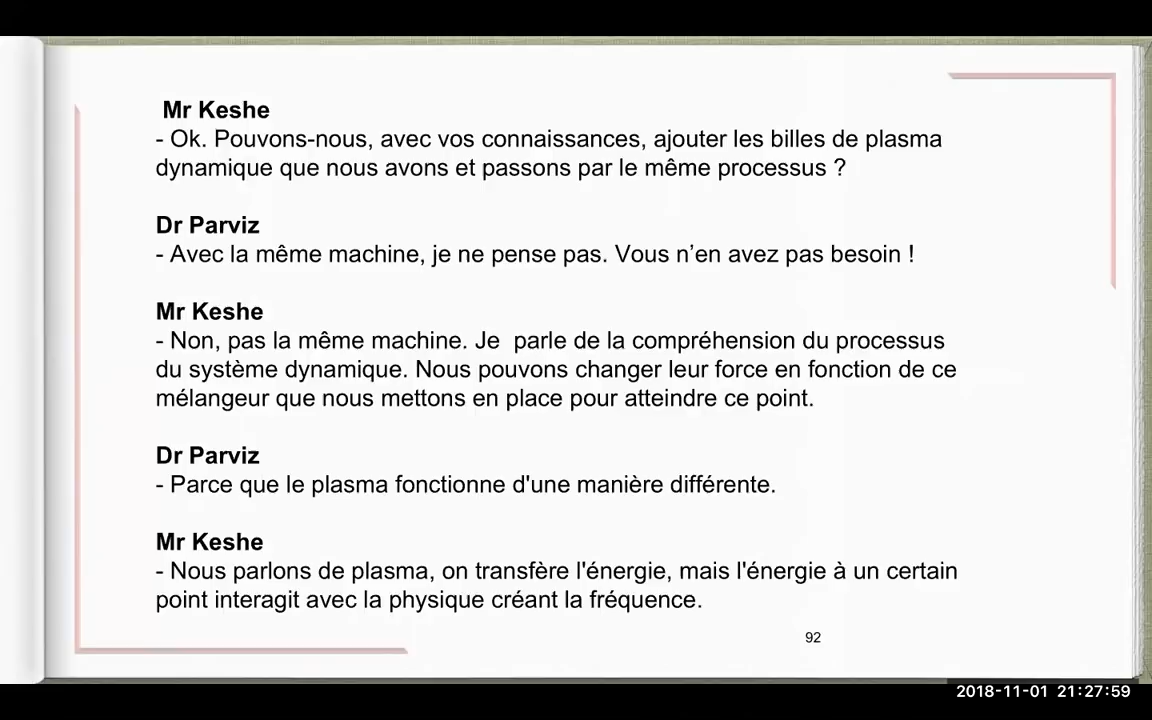 Mr Keshe
- Ok. Pouvons-nous, avec vos connaissances, ajouter les billes de plasma
dynamique que nous avons et passons par le même processus ?
Dr Parviz
- Avec la même machine, je ne pense pas. Vous n’en avez pas besoin !
Mr Keshe
- Non, pas la même machine. Je  parle de la compréhension du processus
du système dynamique. Nous pouvons changer leur force en fonction de ce
mélangeur que nous mettons en place pour atteindre ce point.
Dr Parviz
- Parce que le plasma fonctionne d'une manière différente.
Mr Keshe
- Nous parlons de plasma, on transfère l'énergie, mais l'énergie à un certain
point interagit avec la physique créant la fréquence.
92
2018-11-01 21:27:59